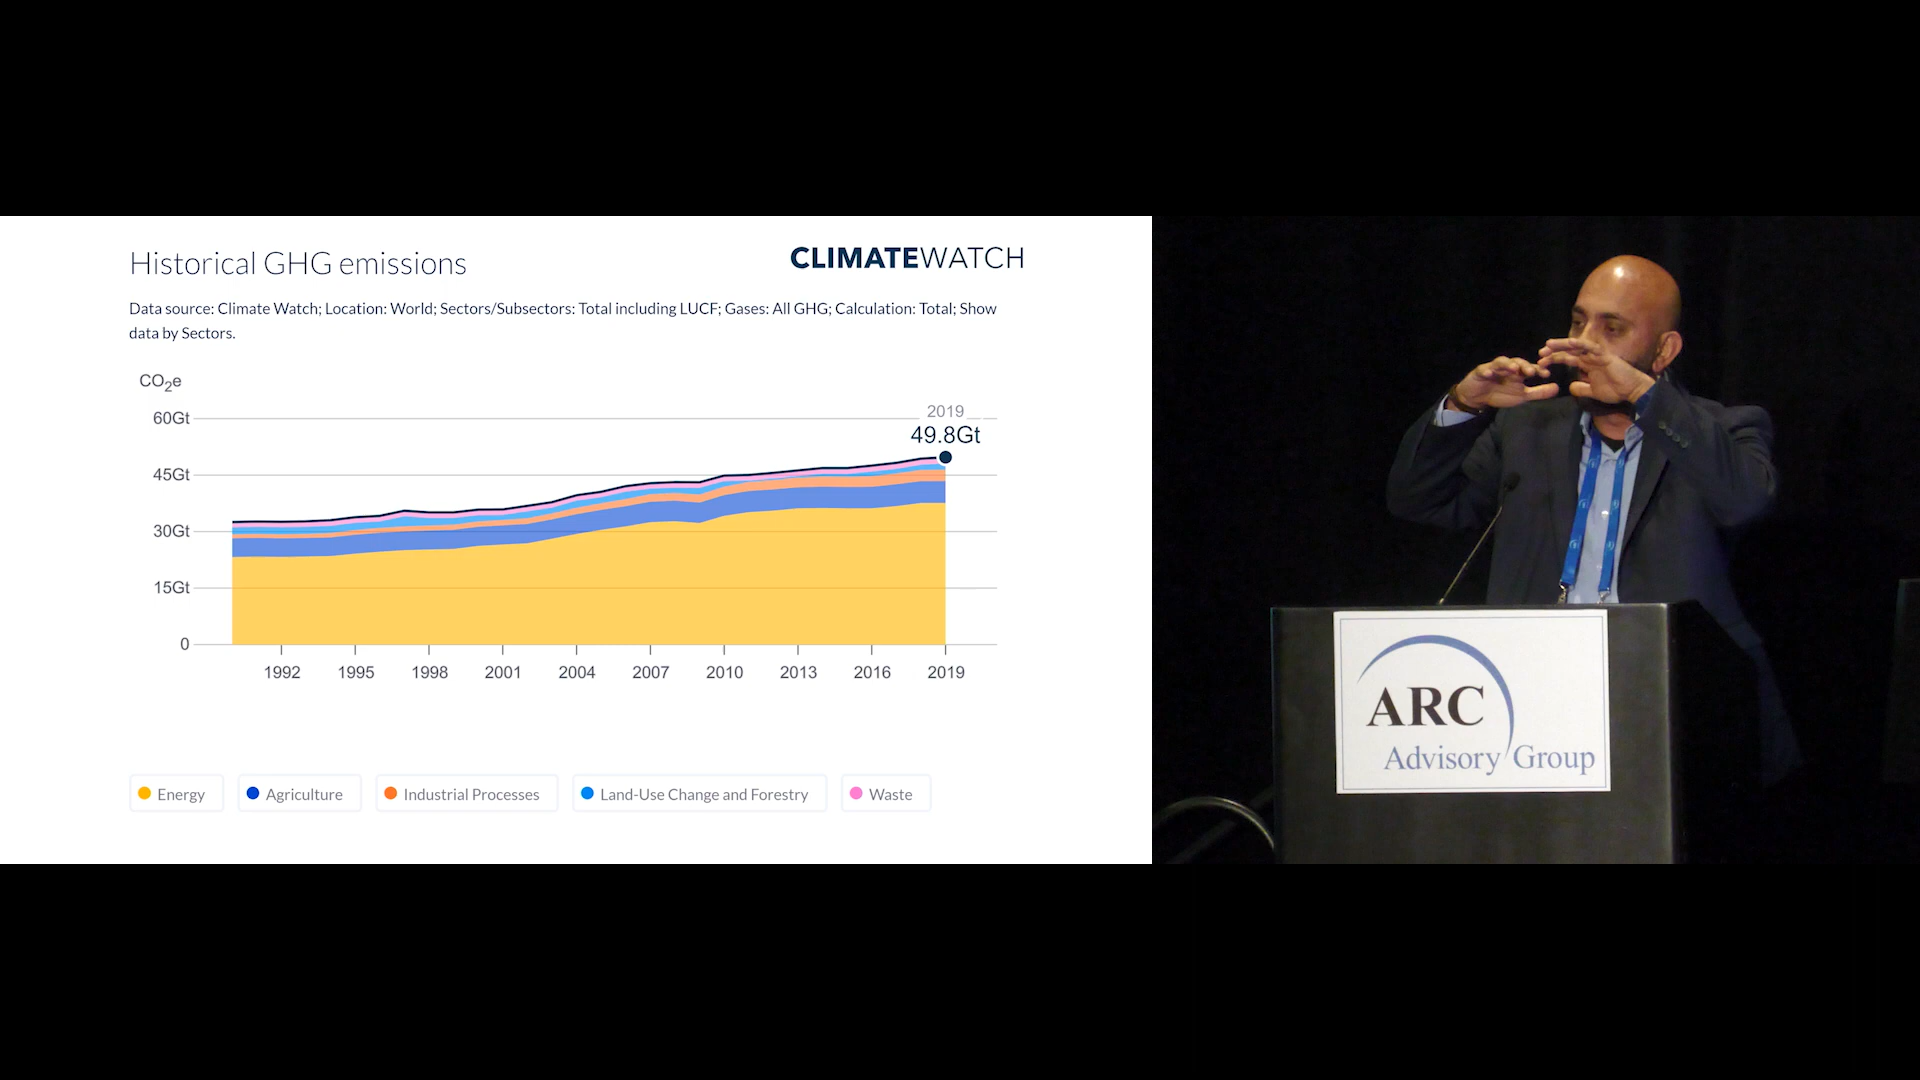 Historical GHG emissions
CLIMATEWATCH
Data source: Climate Watch; Location: World; Sectors/Subsectors: Total including LUCF; Gases: All GHG; Calculation: Total; Show
data by Sectors.
CO2e
60Gt
2019
49.8Gt
45Gt
30Gt
15Gt
0
1992 1995 1998 2001 2004 2007 2010 2013 2016 2019
Energy Agriculture Industrial Processes Land-Use Change and Forestry Waste
ARC
Advisory Group